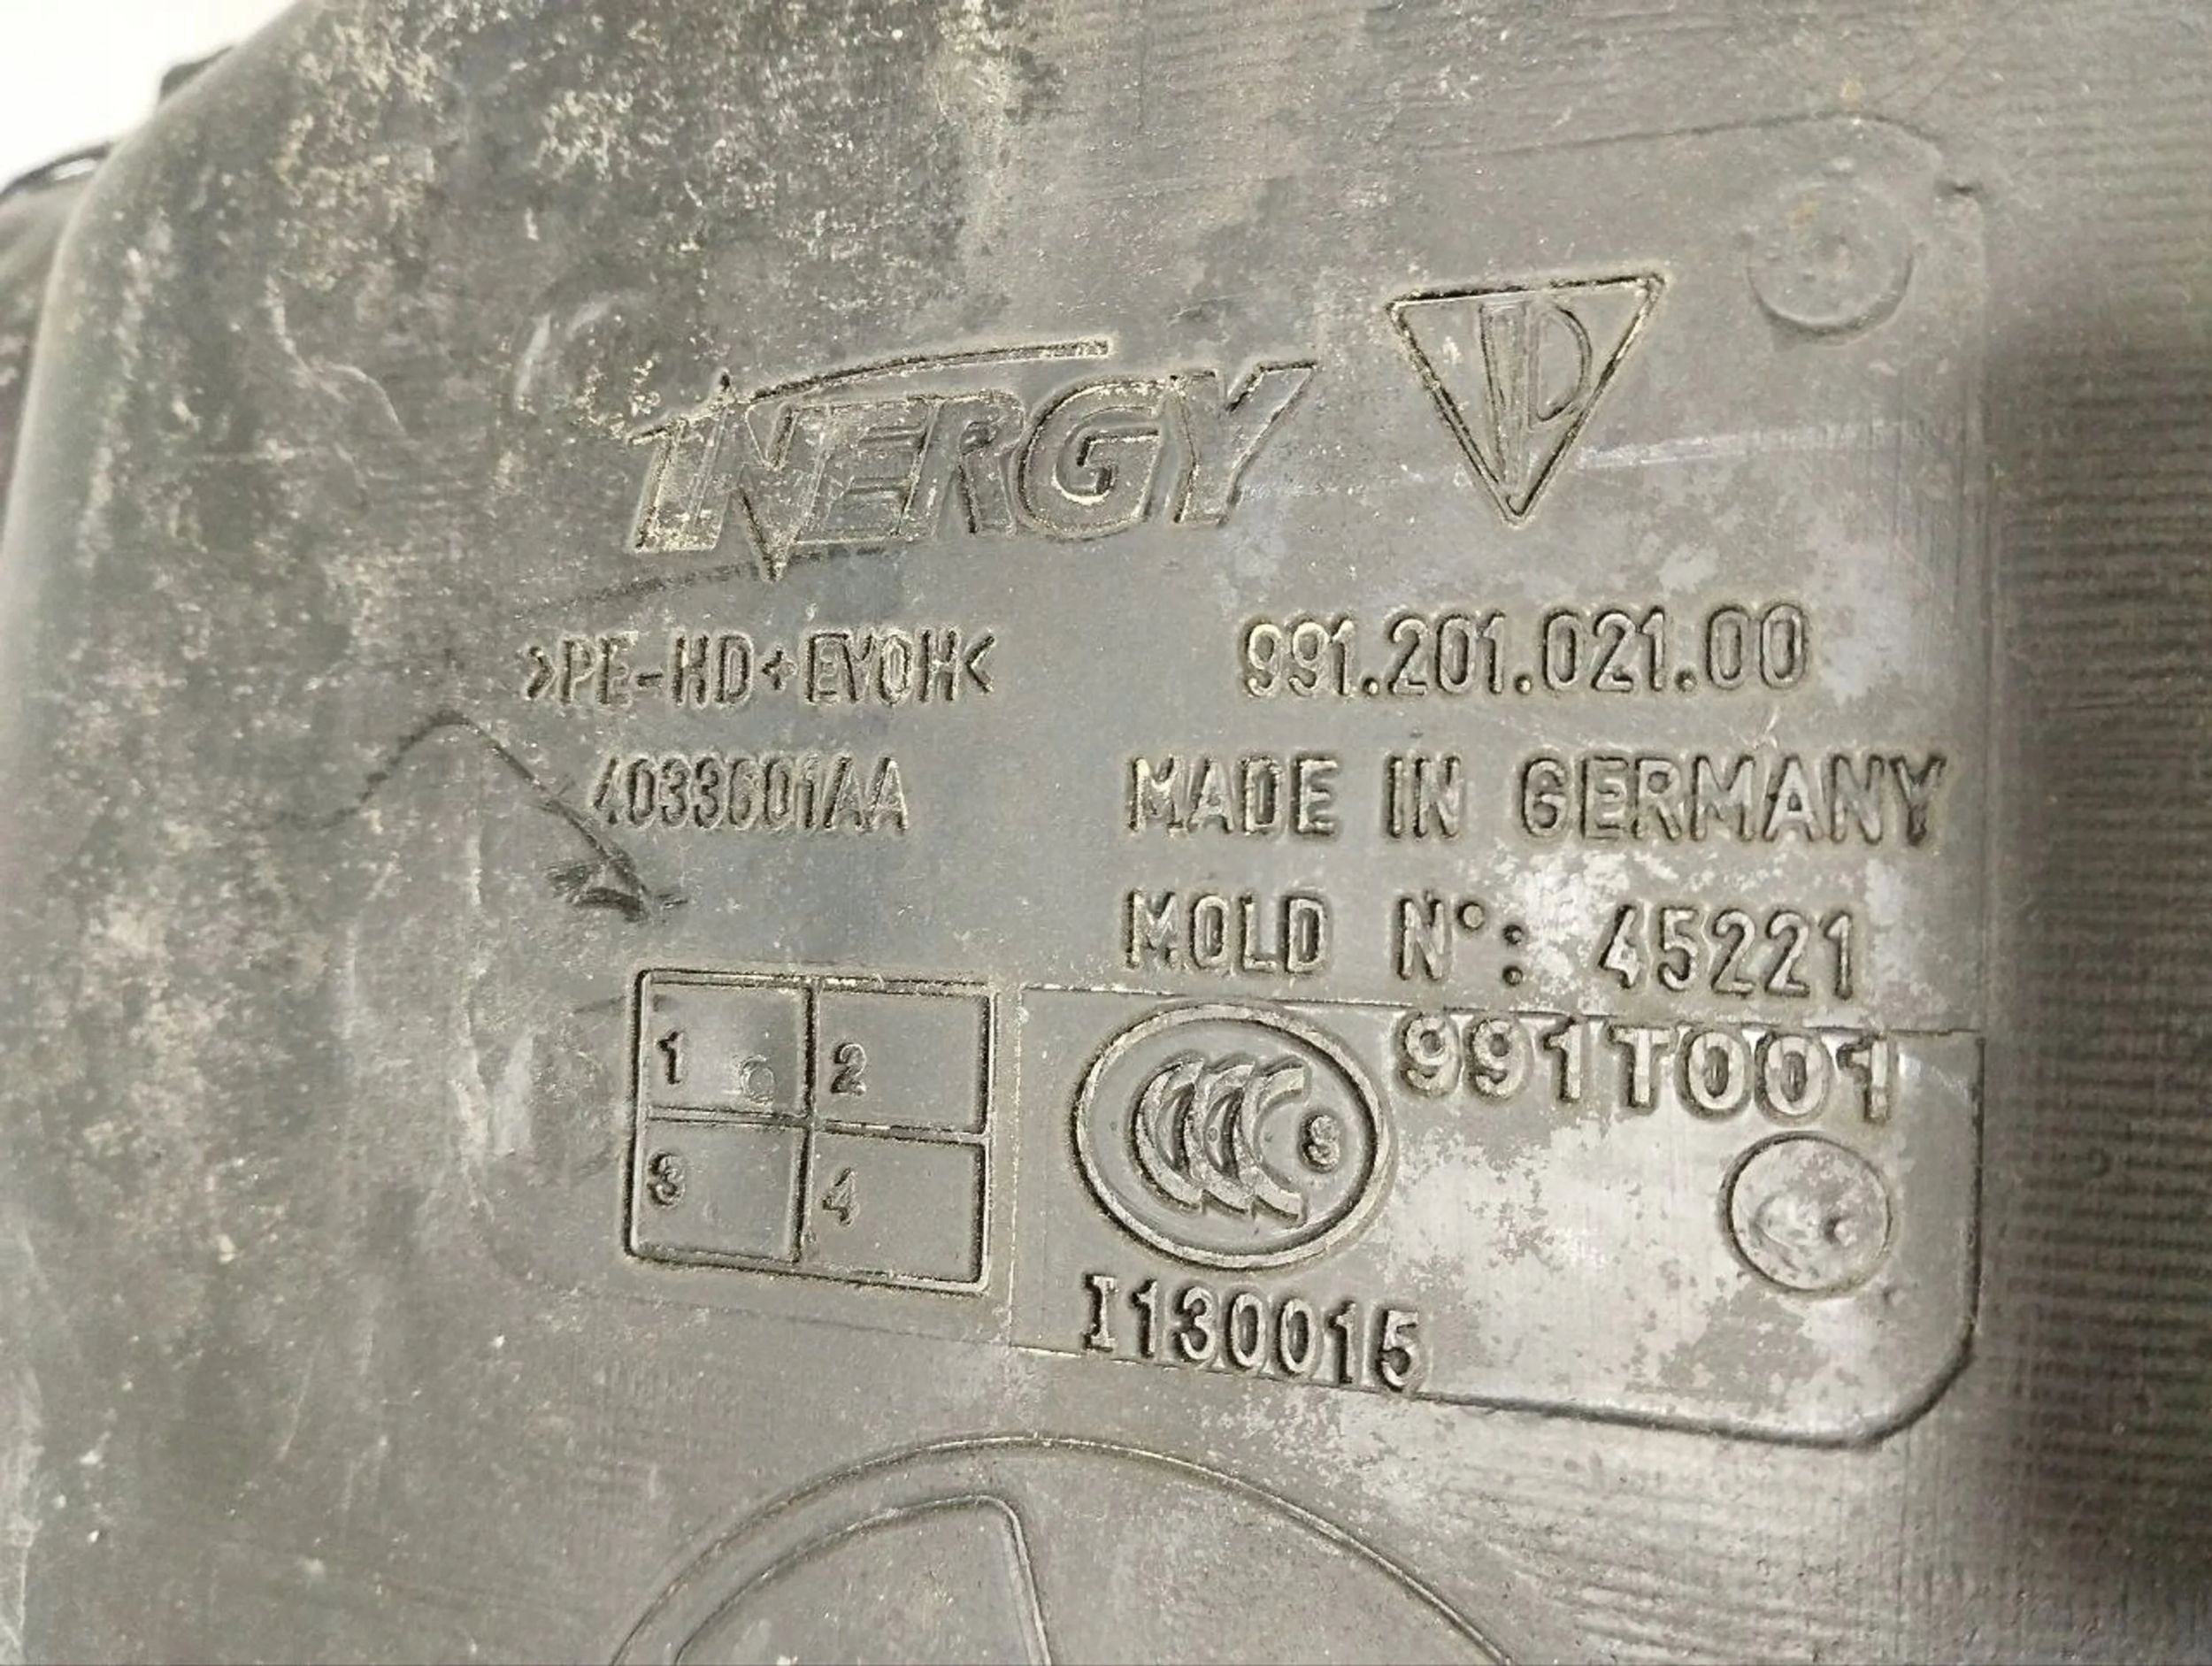 INERGY
>PE-HD+EVOH<
991.201.021.00
4033601AA
MADE IN GERMANY
MOLD N°: 45221
1 2
3 4
CCC S
991T001
I130015